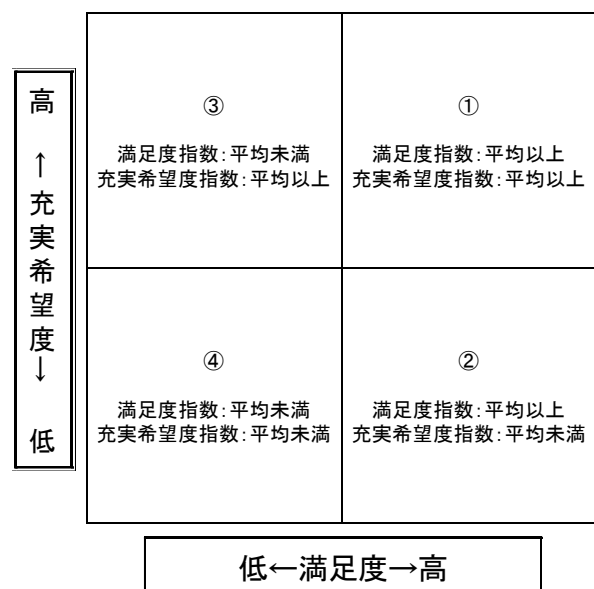 高 ↑充実希望度↓ 低
③
満足度指数:平均未満
充実希望度指数:平均以上
①
満足度指数:平均以上
充実希望度指数:平均以上
④
満足度指数:平均未満
充実希望度指数:平均未満
②
満足度指数:平均以上
充実希望度指数:平均未満
低←満足度→高